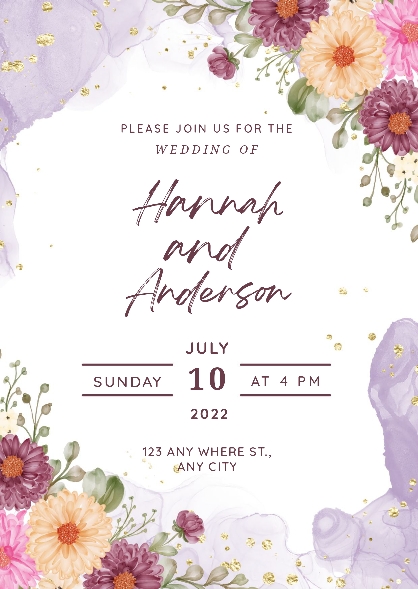 PLEASE JOIN US FOR THE
WEDDING OF
Hannah
and
Anderson
JULY
SUNDAY 10 AT 4 PM
2022
123 ANY WHERE ST.,
ANY CITY